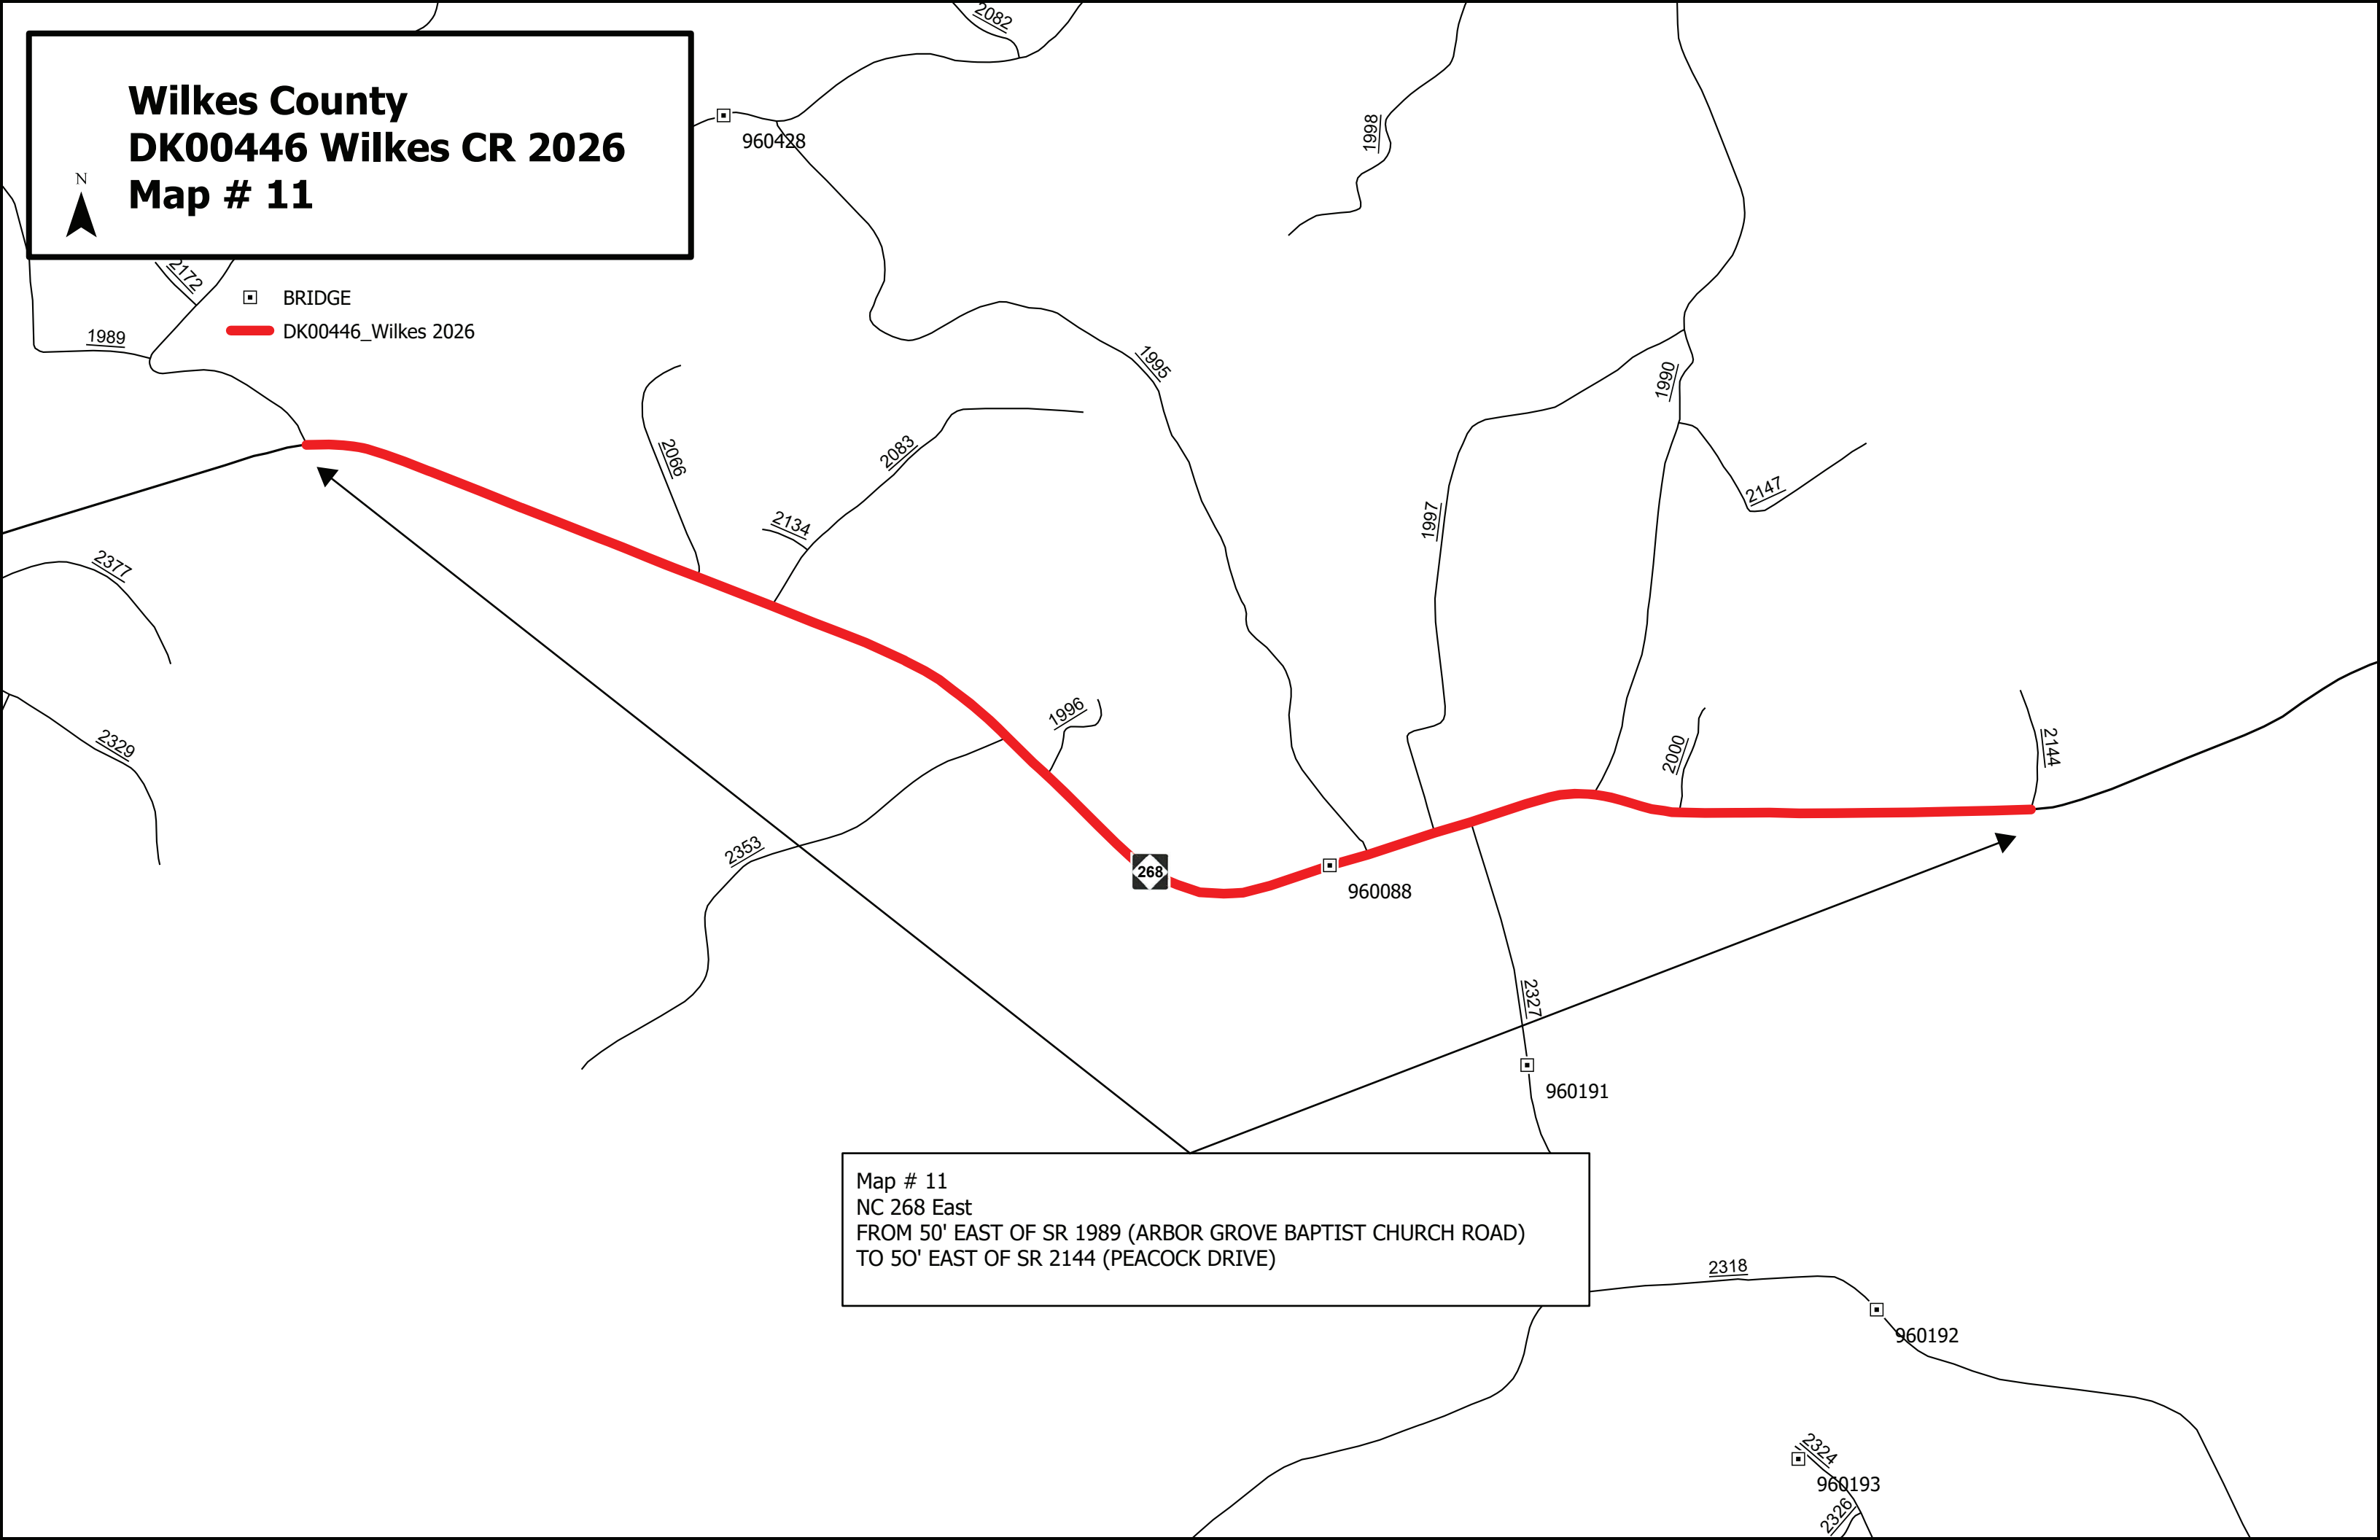 2082
Wilkes County
DK00446 Wilkes CR 2026
Map # 11
N
960428
1998
2172
BRIDGE
DK00446_Wilkes 2026
1989
1995
1990
2066
2083
2147
2134
1997
2377
1996
2329
2000
2144
2353
268
960088
2327
960191
Map # 11
NC 268 East
FROM 50' EAST OF SR 1989 (ARBOR GROVE BAPTIST CHURCH ROAD)
TO 5O' EAST OF SR 2144 (PEACOCK DRIVE)
2318
960192
2324
960193
2326